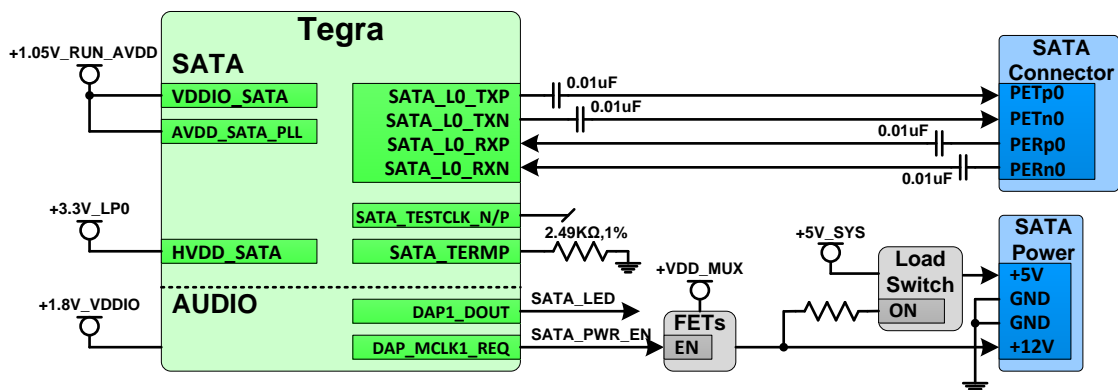 Tegra
+1.05V_RUN_AVDD
SATA
VDDIO_SATA
AVDD_SATA_PLL
SATA_L0_TXP
SATA_L0_TXN
SATA_L0_RXP
SATA_L0_RXN
0.01uF
0.01uF
0.01uF
0.01uF
SATA
Connector
PETp0
PETn0
PERp0
PERn0
SATA_TESTCLK_N/P
+3.3V_LP0
HVDD_SATA
SATA_TERMP
2.49KΩ,1%
+1.8V_VDDIO
AUDIO
DAP1_DOUT
SATA_LED
DAP_MCLK1_REQ
SATA_PWR_EN
+VDD_MUX
FETs
EN
+5V_SYS
Load
Switch
ON
SATA
Power
+5V
GND
GND
+12V